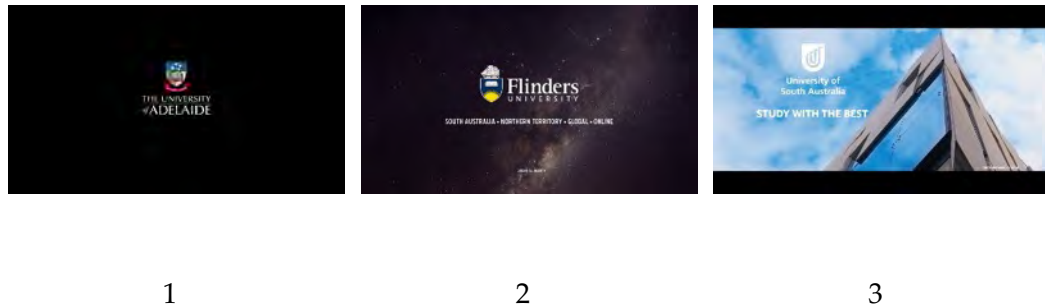 THE UNIVERSITY
of ADELAIDE
Flinders
UNIVERSITY
SOUTH AUSTRALIA • NORTHERN TERRITORY • GLOBAL • ONLINE
University of
South Australia
STUDY WITH THE BEST
1
2
3